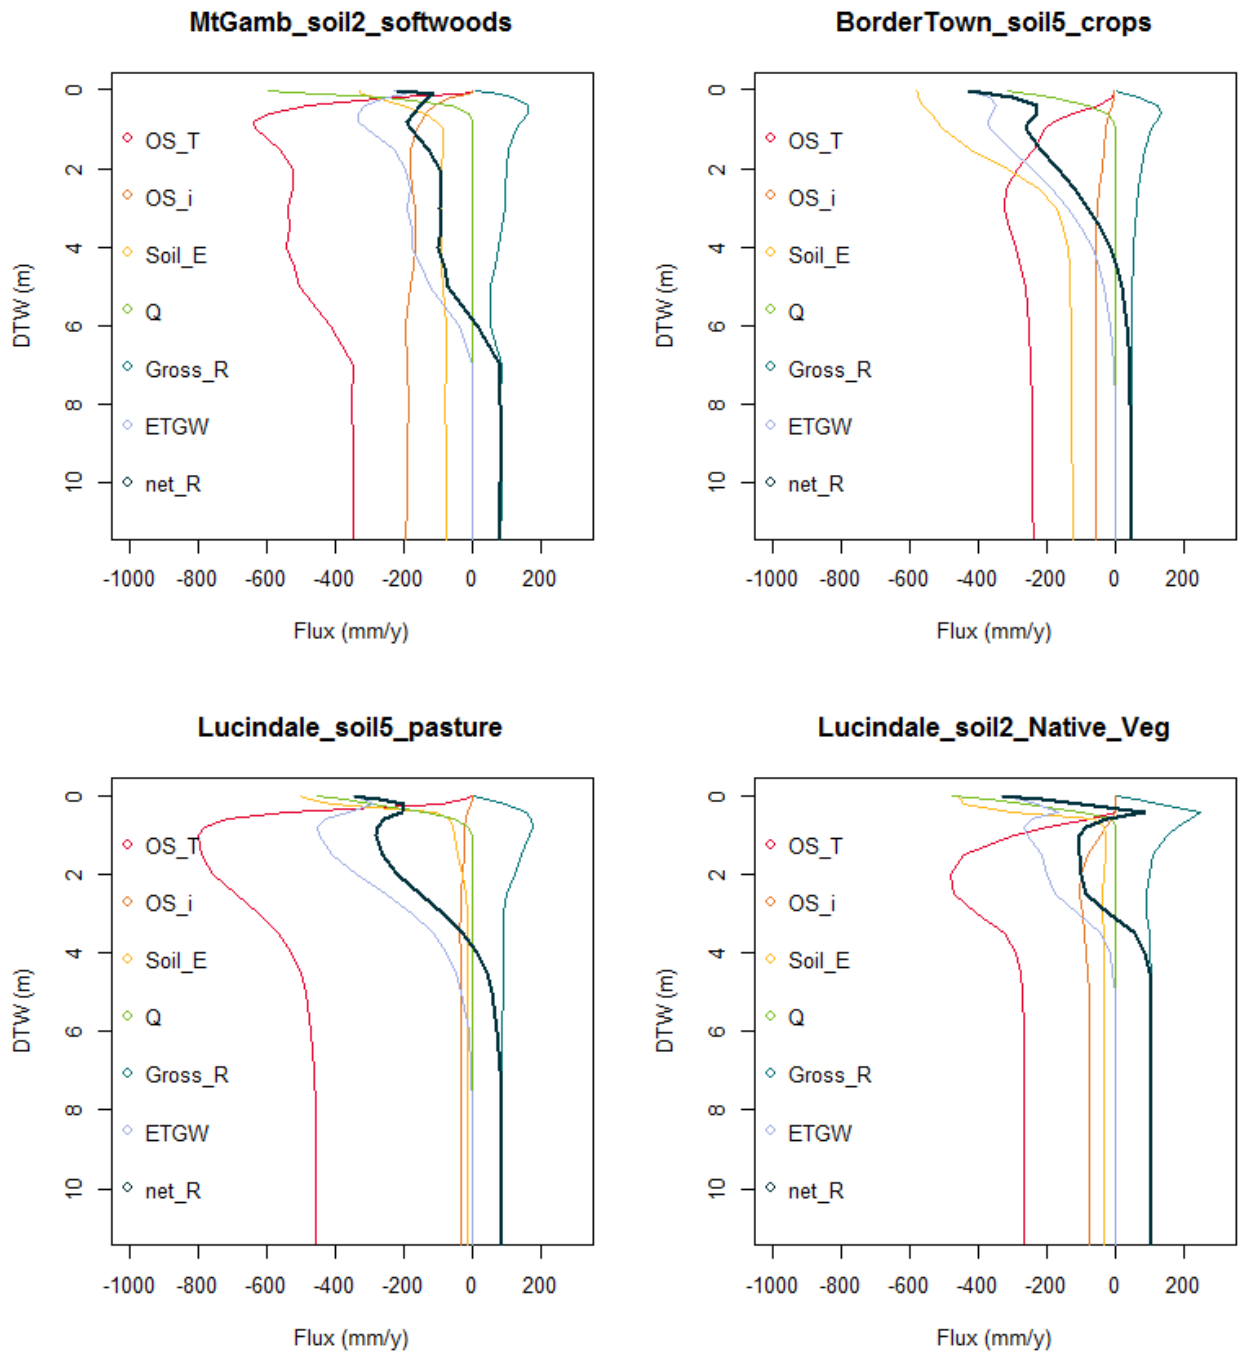 MtGamb_soil2_softwoods
0
2
4
6
8
10
DTW (m)
OS_T
OS_i
Soil_E
Q
Gross_R
ETGW
net_R
-1000 -800 -600 -400 -200 0 200
Flux (mm/y)
BorderTown_soil5_crops
0
2
4
6
8
10
DTW (m)
OS_T
OS_i
Soil_E
Q
Gross_R
ETGW
net_R
-1000 -800 -600 -400 -200 0 200
Flux (mm/y)
Lucindale_soil5_pasture
0
2
4
6
8
10
DTW (m)
OS_T
OS_i
Soil_E
Q
Gross_R
ETGW
net_R
-1000 -800 -600 -400 -200 0 200
Flux (mm/y)
Lucindale_soil2_Native_Veg
0
2
4
6
8
10
DTW (m)
OS_T
OS_i
Soil_E
Q
Gross_R
ETGW
net_R
-1000 -800 -600 -400 -200 0 200
Flux (mm/y)